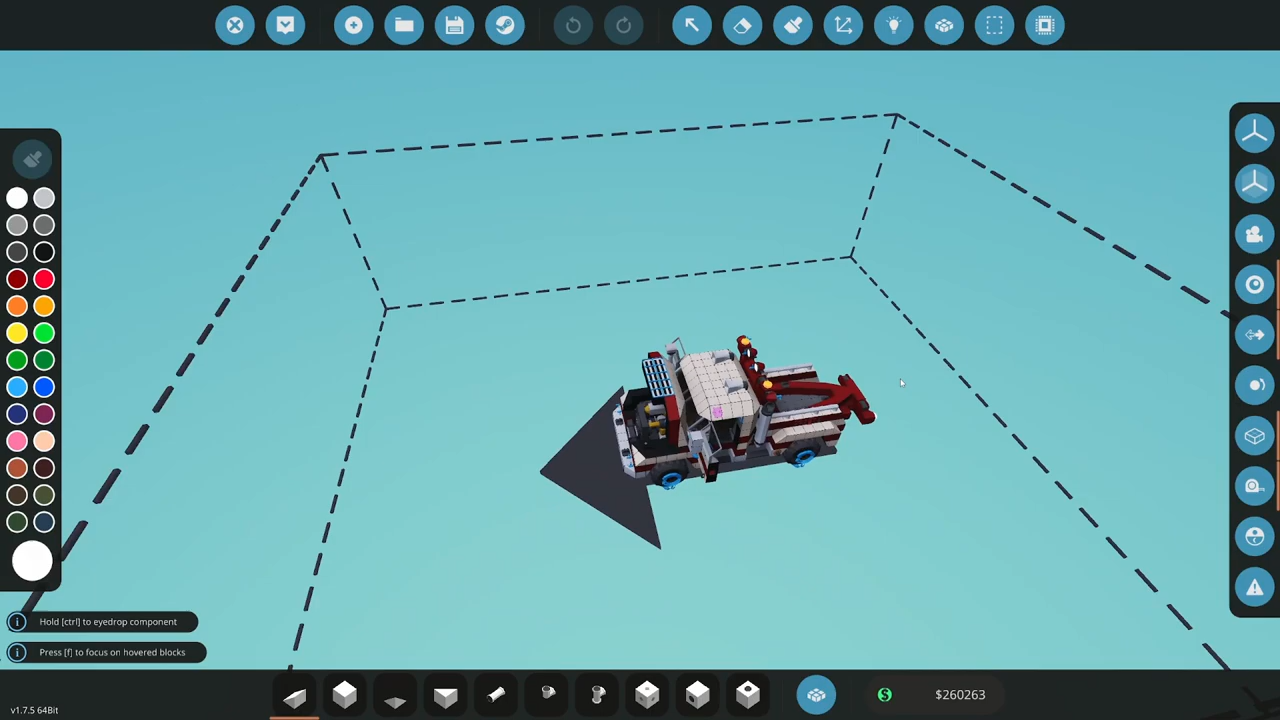 Hold [ctrl] to eyedrop component
Press [f] to focus on hovered blocks
v1.7.5 64Bit
$
$260263